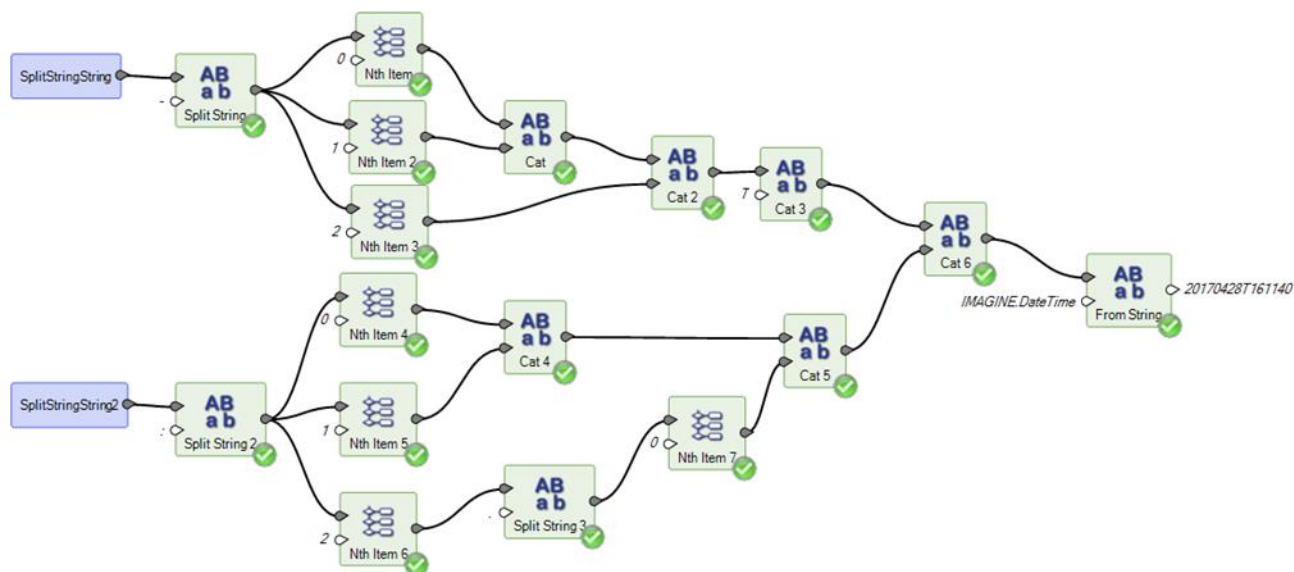 SplitStringString
AB
a b
Split String
-
0
Nth Item
1
Nth Item 2
2
Nth Item 3
AB
a b
Cat
AB
a b
Cat 2
T
AB
a b
Cat 3
AB
a b
Cat 6
IMAGINE.DateTime
AB
a b
From String
20170428T161140
SplitStringString2
:
AB
a b
Split String 2
0
Nth Item 4
1
Nth Item 5
2
Nth Item 6
AB
a b
Cat 4
.
AB
a b
Split String 3
0
Nth Item 7
AB
a b
Cat 5